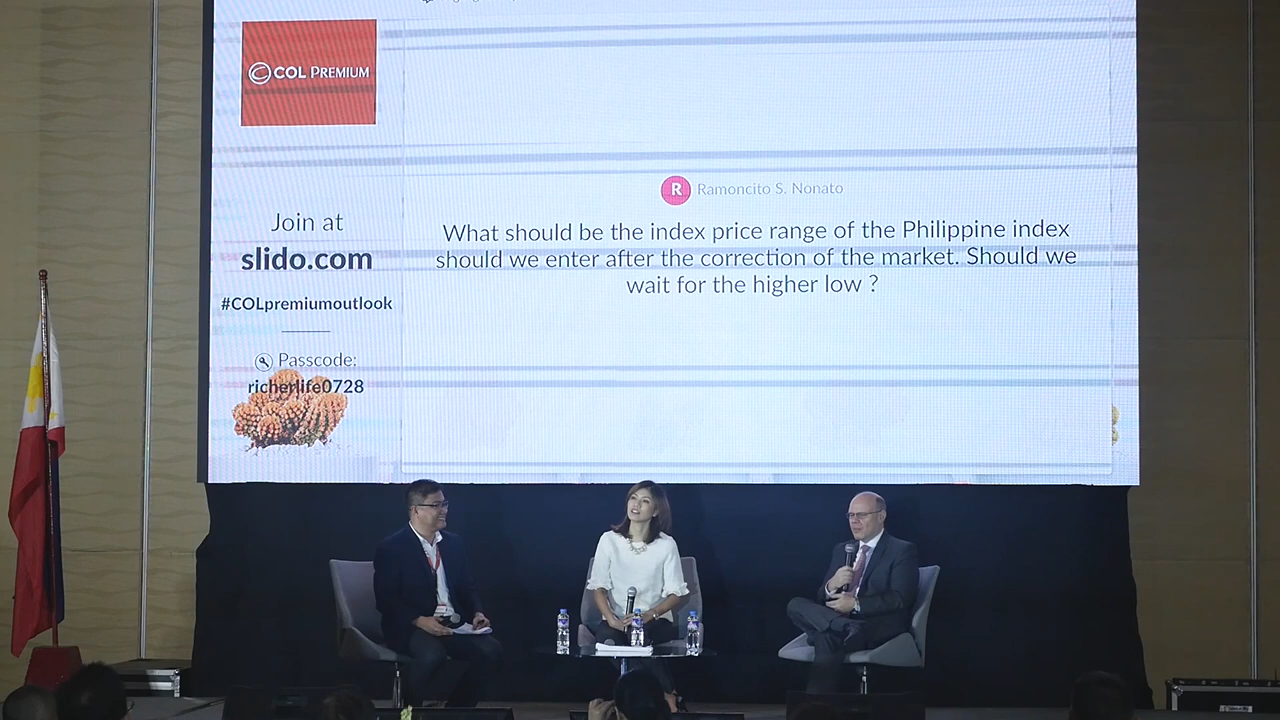 COL PREMIUM
Join at
slido.com
#COLpremiumoutlook
Passcode:
richerlife0728
R Ramoncito S. Nonato
What should be the index price range of the Philippine index
should we enter after the correction of the market. Should we
wait for the higher low ?